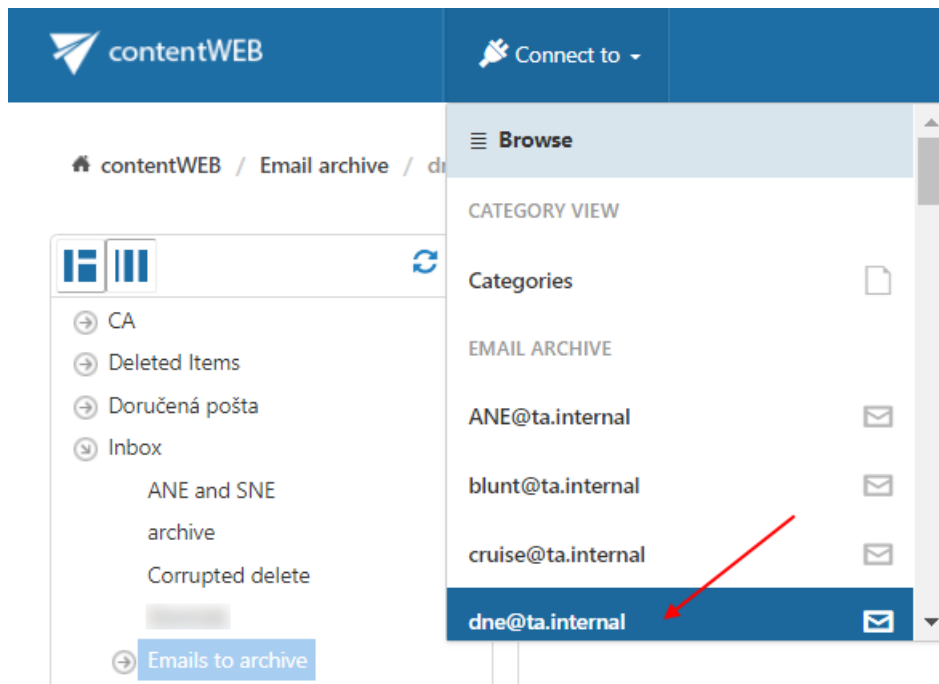 contentWEB
Connect to
contentWEB / Email archive /
Browse
CATEGORY VIEW
Categories
EMAIL ARCHIVE
ANE@ta.internal
blunt@ta.internal
cruise@ta.internal
dne@ta.internal
CA
Deleted Items
Doručená pošta
Inbox
ANE and SNE
archive
Corrupted delete
Emails to archive